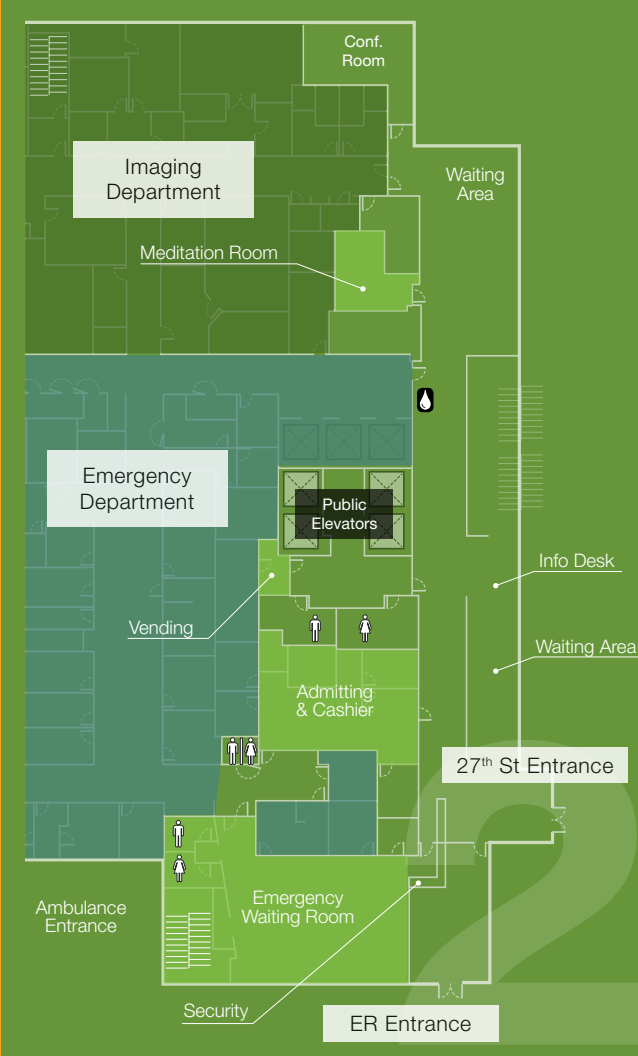 Conf.
Room
Imaging
Department
Waiting
Area
Meditation Room
Emergency
Department
Public
Elevators
Info Desk
Vending
Waiting Area
Admitting
& Cashier
27th St Entrance
2
Emergency
Waiting Room
Ambulance
Entrance
Security
ER Entrance